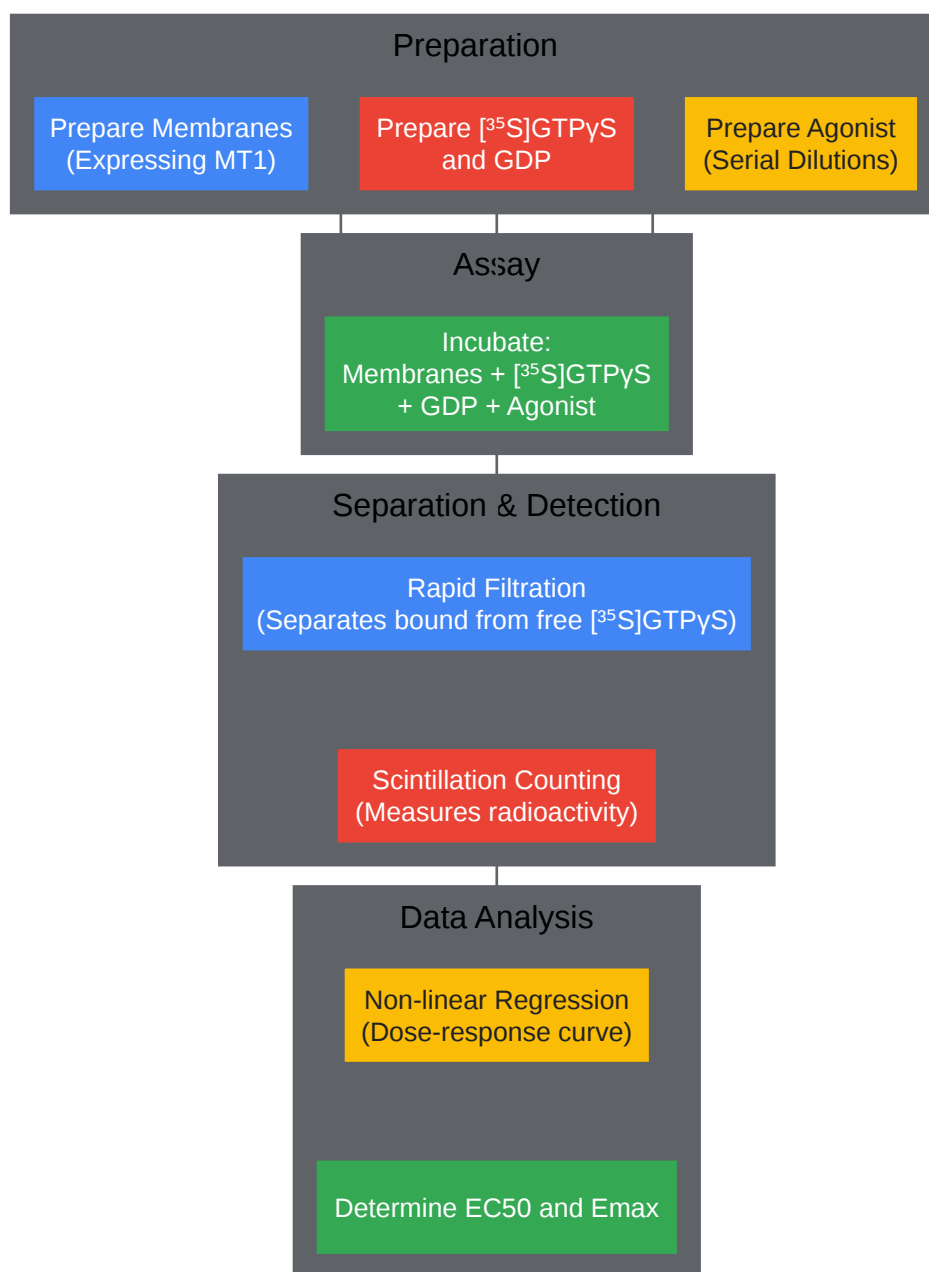 Preparation
Prepare Membranes
(Expressing MT1)
Prepare [³⁵S]GTPγS
and GDP
Prepare Agonist
(Serial Dilutions)
Assay
Incubate:
Membranes + [³⁵S]GTPγS
+ GDP + Agonist
Separation & Detection
Rapid Filtration
(Separates bound from free [³⁵S]GTPγS)
Scintillation Counting
(Measures radioactivity)
Data Analysis
Non-linear Regression
(Dose-response curve)
Determine EC50 and Emax